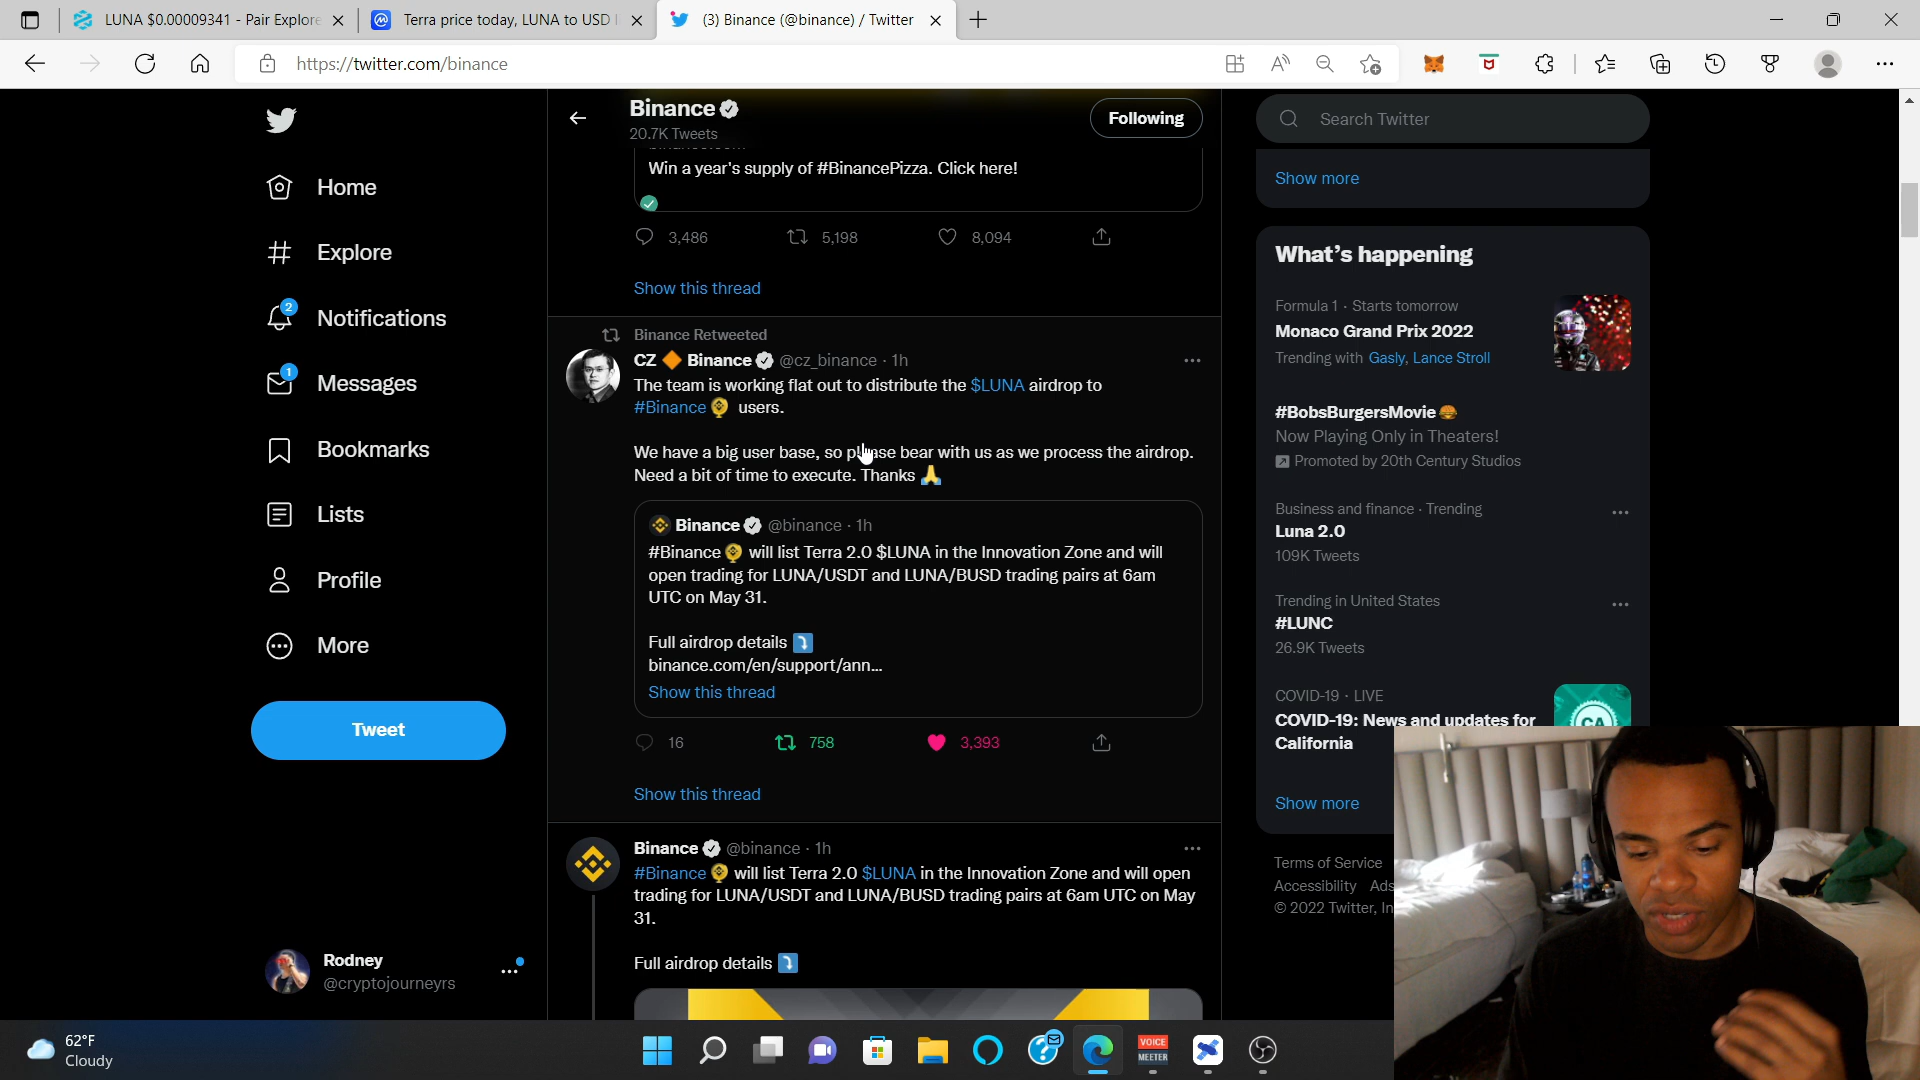 LUNA $0.00009341 - Pair Explore
Terra price today, LUNA to USD l
(3) Binance (@binance) / Twitter
https://twitter.com/binance
Home
Explore
2
Notifications
1
Messages
Bookmarks
Lists
Profile
More
Tweet
Rodney
@cryptojourneyrs
Binance
20.7K Tweets
Following
Win a year's supply of #BinancePizza. Click here!
3,486
5,198
8,094
Show this thread
Binance Retweeted
CZ 🔶 Binance @cz_binance · 1h
The team is working flat out to distribute the $LUNA airdrop to
#Binance users.
We have a big user base, so please bear with us as we process the airdrop.
Need a bit of time to execute. Thanks 🙏
Binance @binance · 1h
#Binance will list Terra 2.0 $LUNA in the Innovation Zone and will
open trading for LUNA/USDT and LUNA/BUSD trading pairs at 6am
UTC on May 31.
Full airdrop details ⤵️
binance.com/en/support/ann...
Show this thread
16
758
3,393
Show this thread
Binance @binance · 1h
#Binance will list Terra 2.0 $LUNA in the Innovation Zone and will open
trading for LUNA/USDT and LUNA/BUSD trading pairs at 6am UTC on May
31.
Full airdrop details ⤵️
Search Twitter
Show more
What's happening
Formula 1 · Starts tomorrow
Monaco Grand Prix 2022
Trending with Gasly, Lance Stroll
#BobsBurgersMovie 🍔
Now Playing Only in Theaters!
Promoted by 20th Century Studios
Business and finance · Trending
Luna 2.0
109K Tweets
Trending in United States
#LUNC
26.9K Tweets
COVID-19 · LIVE
COVID-19: News and updates for
California
CA
Show more
Terms of Service
Accessibility Ads
© 2022 Twitter, In
62°F
Cloudy
VOICE
MEETER